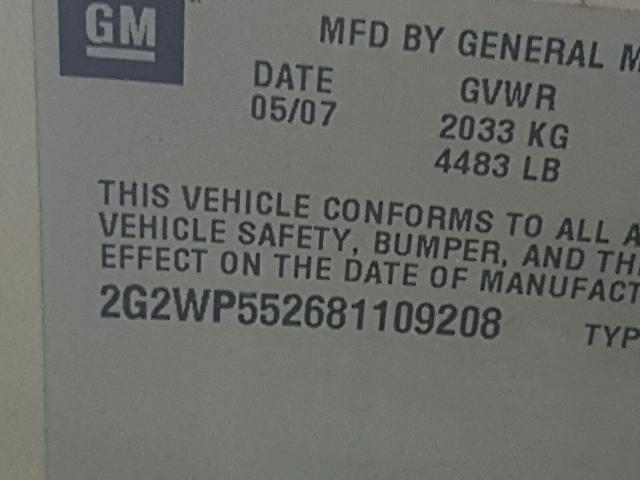 GM
MFD BY GENERAL M
DATE
05/07
GVWR
2033 KG
4483 LB
THIS VEHICLE CONFORMS TO ALL A
VEHICLE SAFETY, BUMPER, AND TH
EFFECT ON THE DATE OF MANUFACT
2G2WP552681109208
TYP